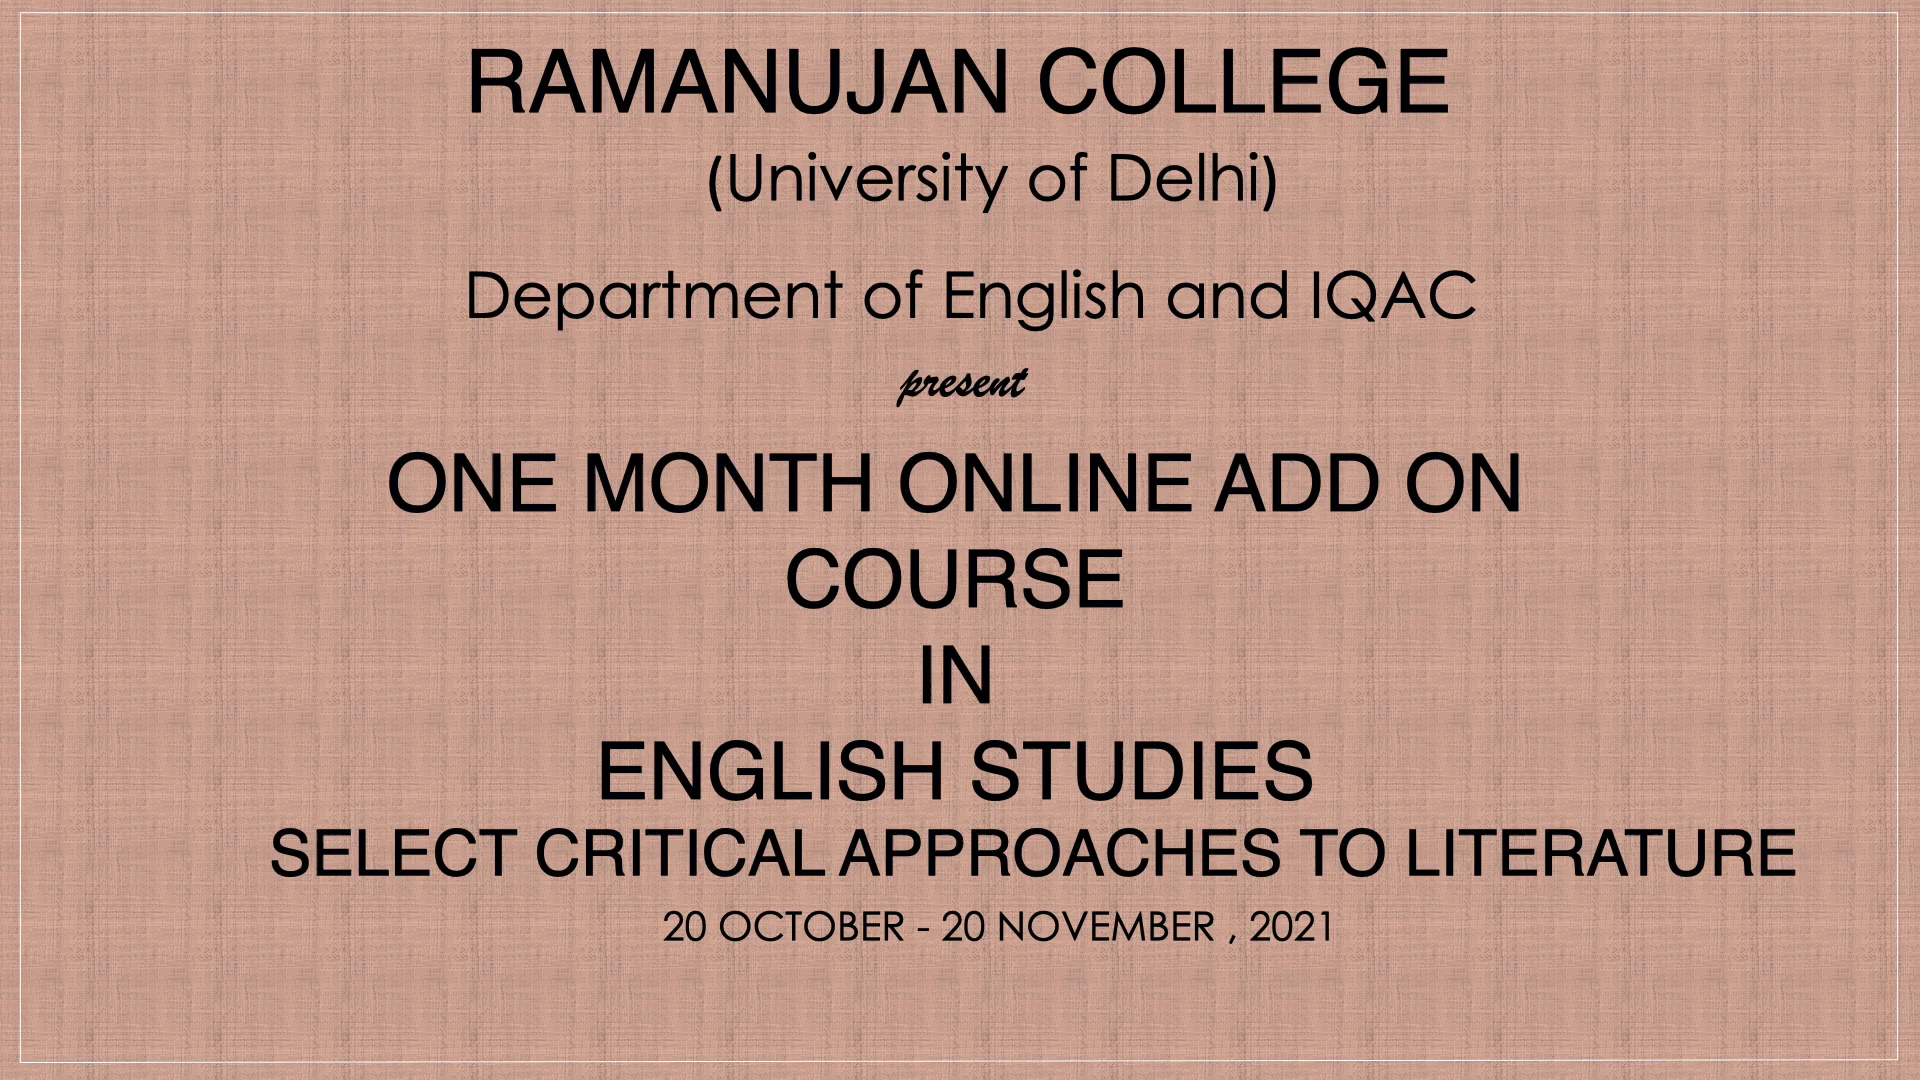 RAMANUJAN COLLEGE
(University of Delhi)
Department of English and IQAC
present
ONE MONTH ONLINE ADD ON
COURSE
IN
ENGLISH STUDIES
SELECT CRITICAL APPROACHES TO LITERATURE
20 OCTOBER - 20 NOVEMBER , 2021